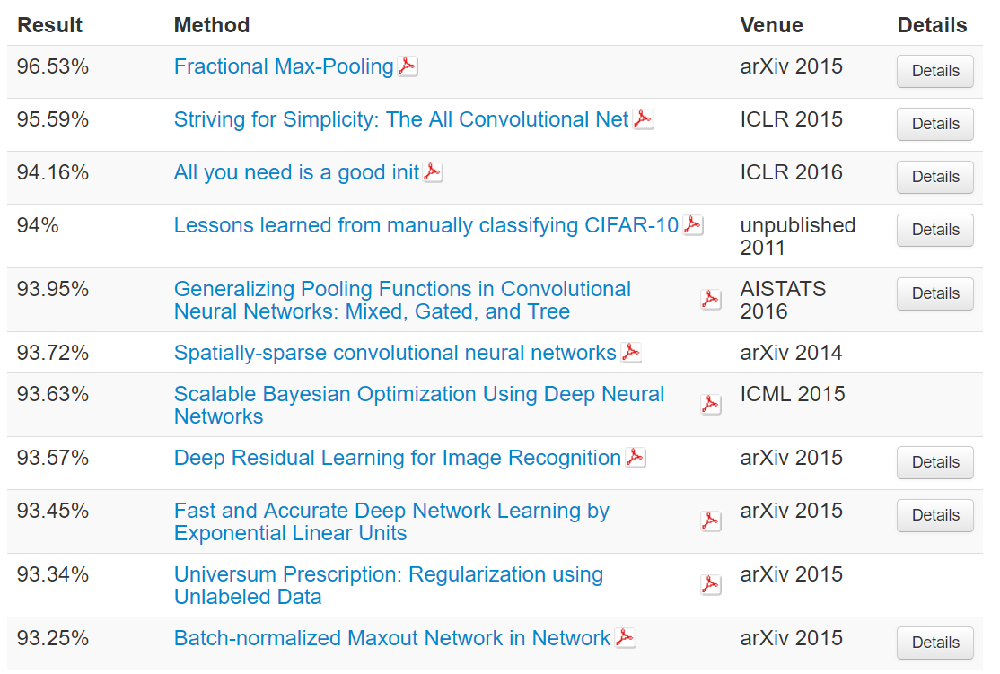 Result Method Venue Details
96.53% Fractional Max-Pooling arXiv 2015 Details
95.59% Striving for Simplicity: The All Convolutional Net ICLR 2015 Details
94.16% All you need is a good init ICLR 2016 Details
94% Lessons learned from manually classifying CIFAR-10 unpublished Details
2011
93.95% Generalizing Pooling Functions in Convolutional AISTATS Details
Neural Networks: Mixed, Gated, and Tree 2016
93.72% Spatially-sparse convolutional neural networks arXiv 2014
93.63% Scalable Bayesian Optimization Using Deep Neural ICML 2015
Networks
93.57% Deep Residual Learning for Image Recognition arXiv 2015 Details
93.45% Fast and Accurate Deep Network Learning by arXiv 2015 Details
Exponential Linear Units
93.34% Universum Prescription: Regularization using arXiv 2015
Unlabeled Data
93.25% Batch-normalized Maxout Network in Network arXiv 2015 Details